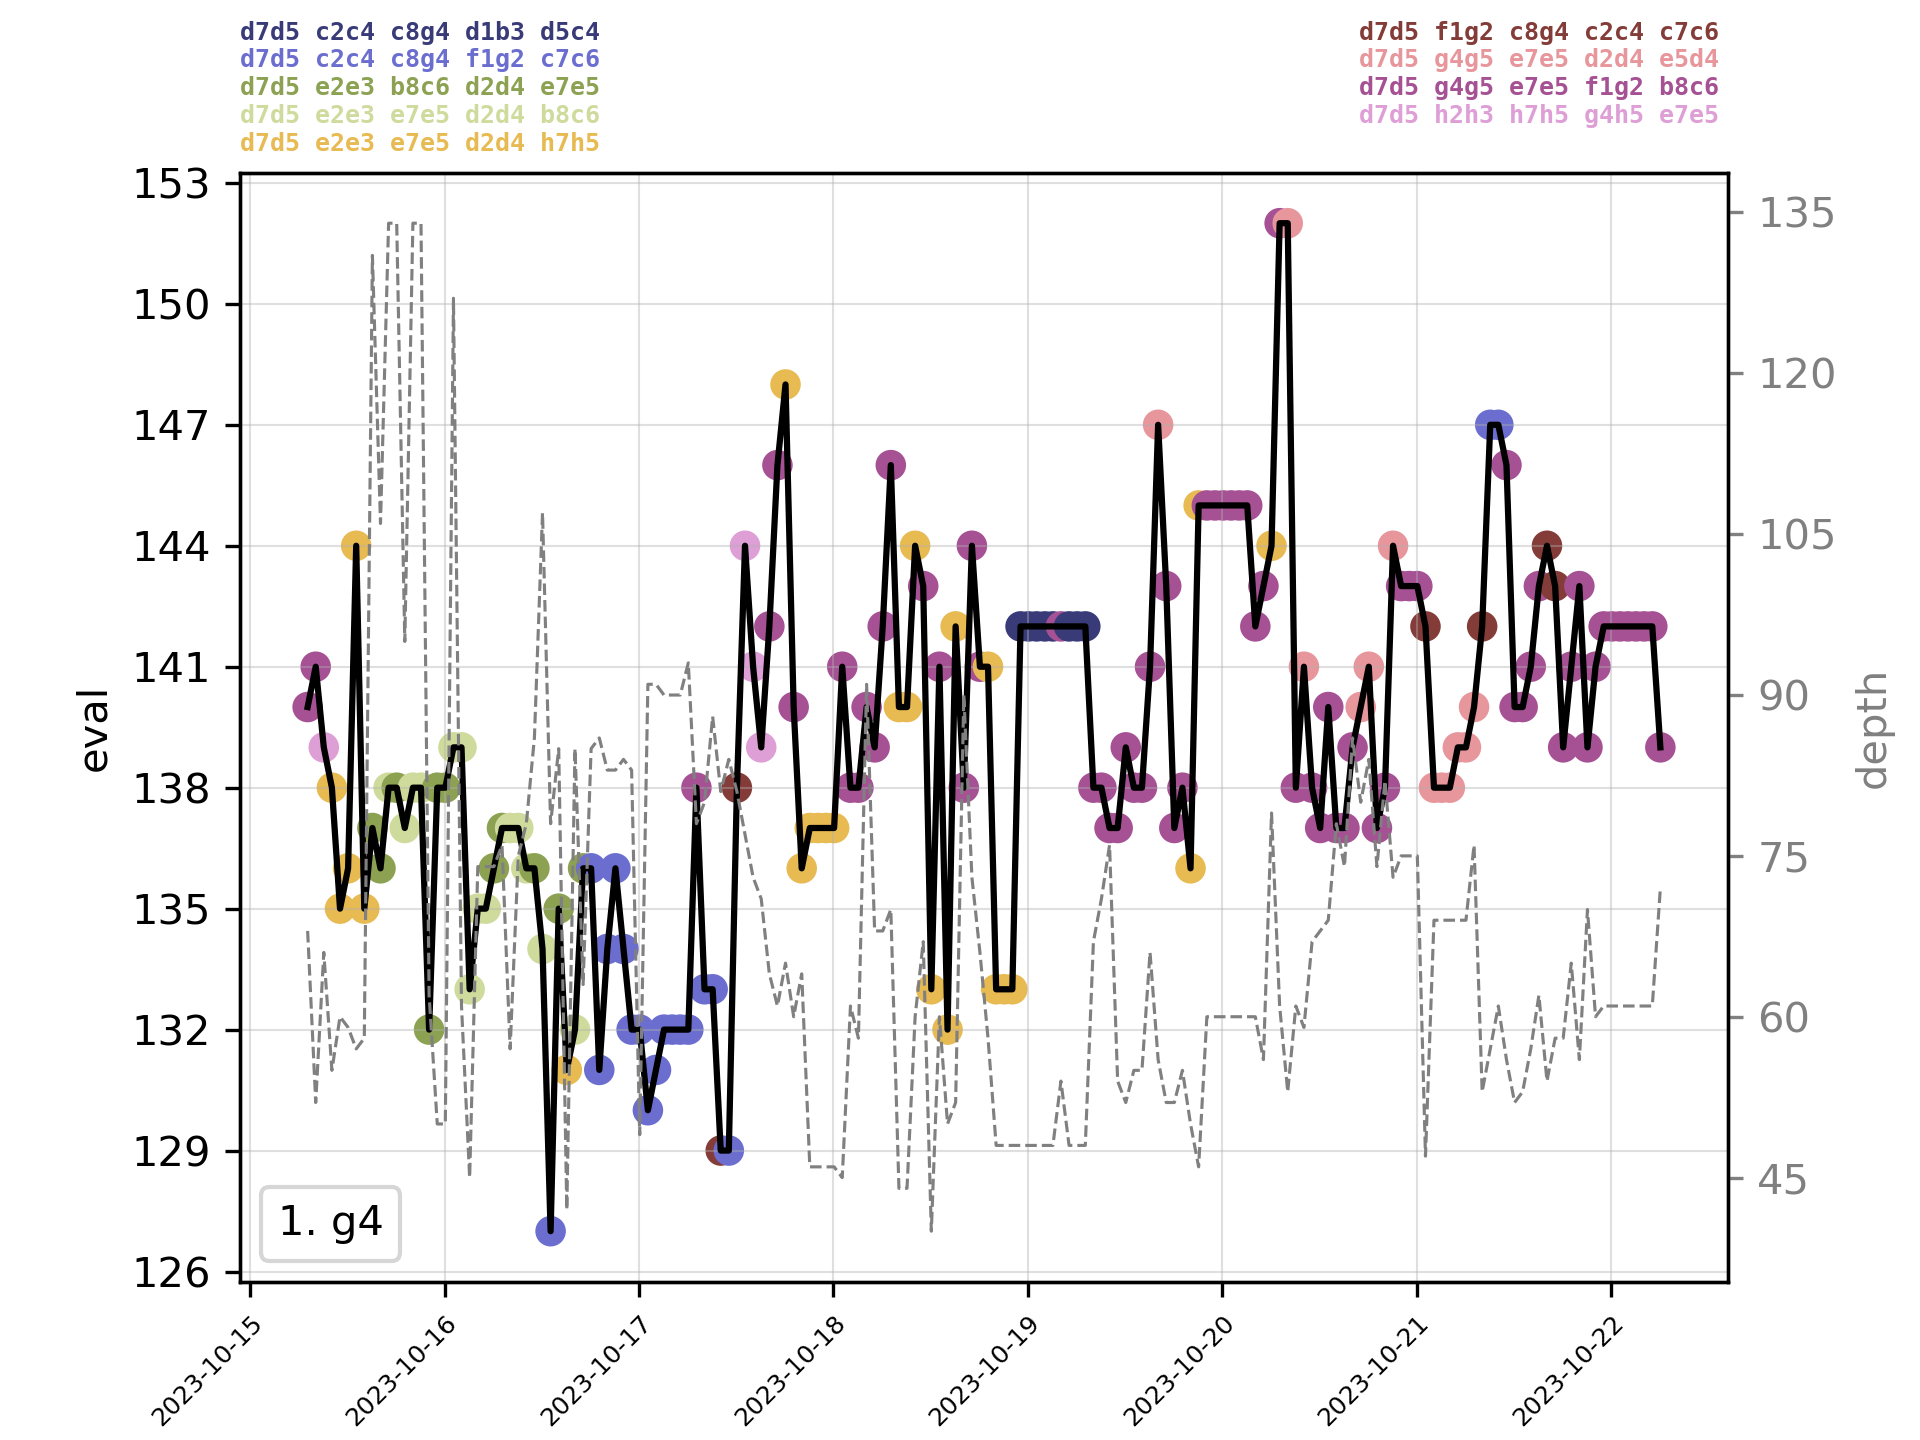 d7d5 c2c4 c8g4 d1b3 d5c4
d7d5 c2c4 c8g4 f1g2 c7c6
d7d5 e2e3 b8c6 d2d4 e7e5
d7d5 e2e3 e7e5 d2d4 b8c6
d7d5 e2e3 e7e5 d2d4 h7h5
d7d5 f1g2 c8g4 c2c4 c7c6
d7d5 g4g5 e7e5 d2d4 e5d4
d7d5 g4g5 e7e5 f1g2 b8c6
d7d5 h2h3 h7h5 g4h5 e7e5
153
150
147
144
141
138
135
132
129
126
eval
135
120
105
90
75
60
45
depth
1. g4
2023-10-15
2023-10-16
2023-10-17
2023-10-18
2023-10-19
2023-10-20
2023-10-21
2023-10-22